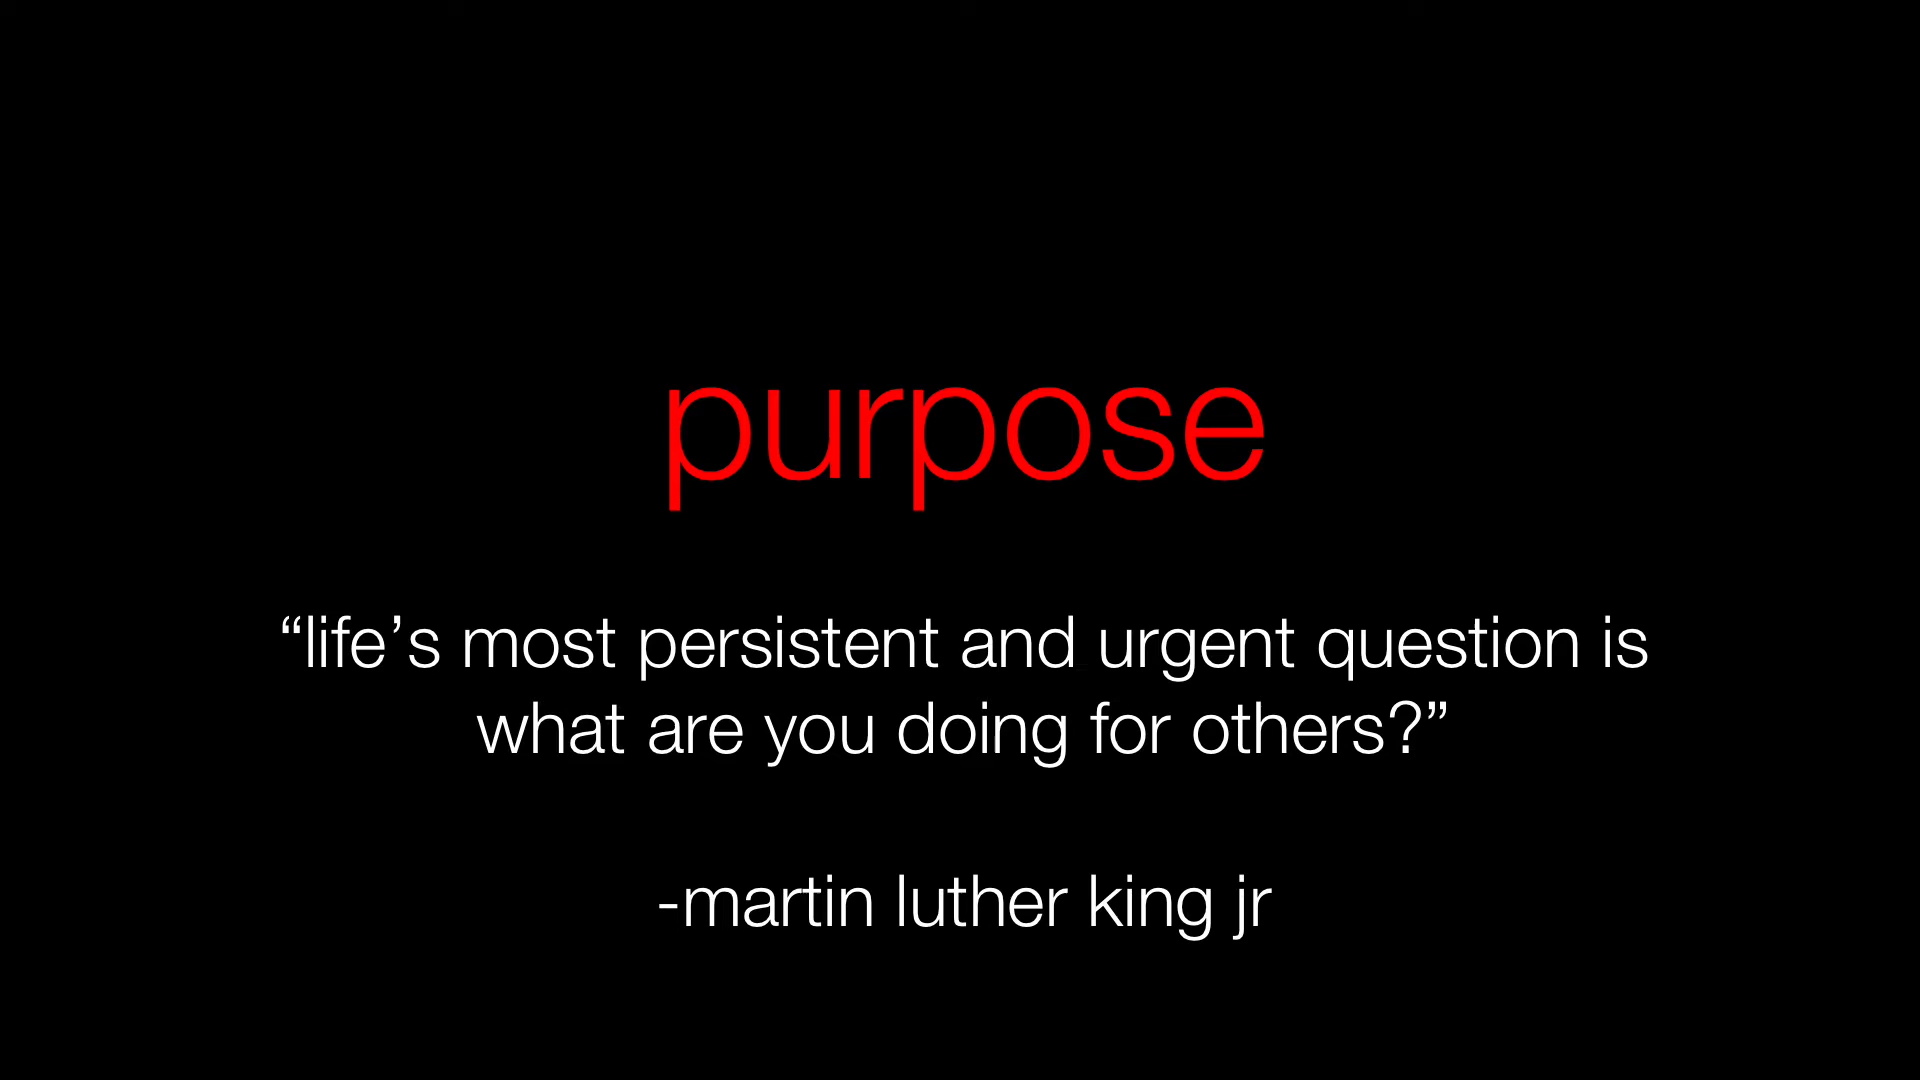 purpose
“life’s most persistent and urgent question is
what are you doing for others?”
-martin luther king jr